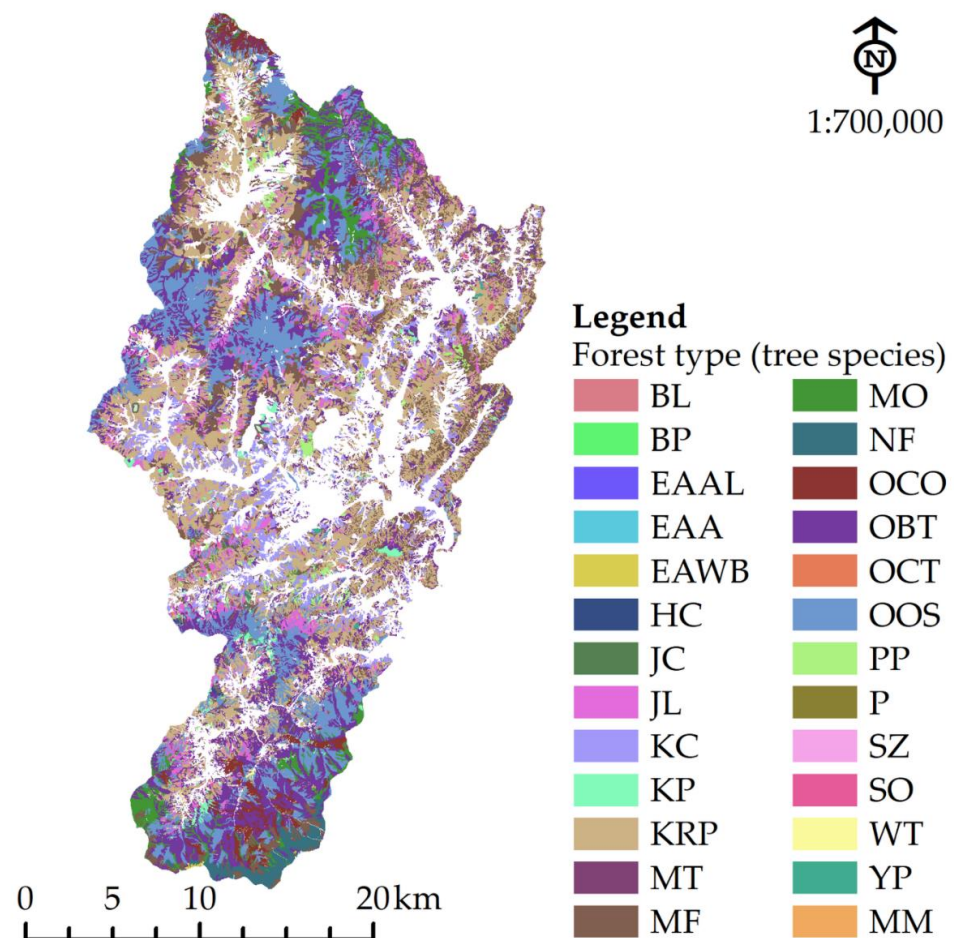 N
1:700,000
Legend
Forest type (tree species)
BL MO
BP NF
EAAL OCO
EAA OBT
EAWB OCT
HC OOS
JC PP
JL P
KC SZ
KP SO
KRP WT
MT YP
MF MM
0 5 10 20km